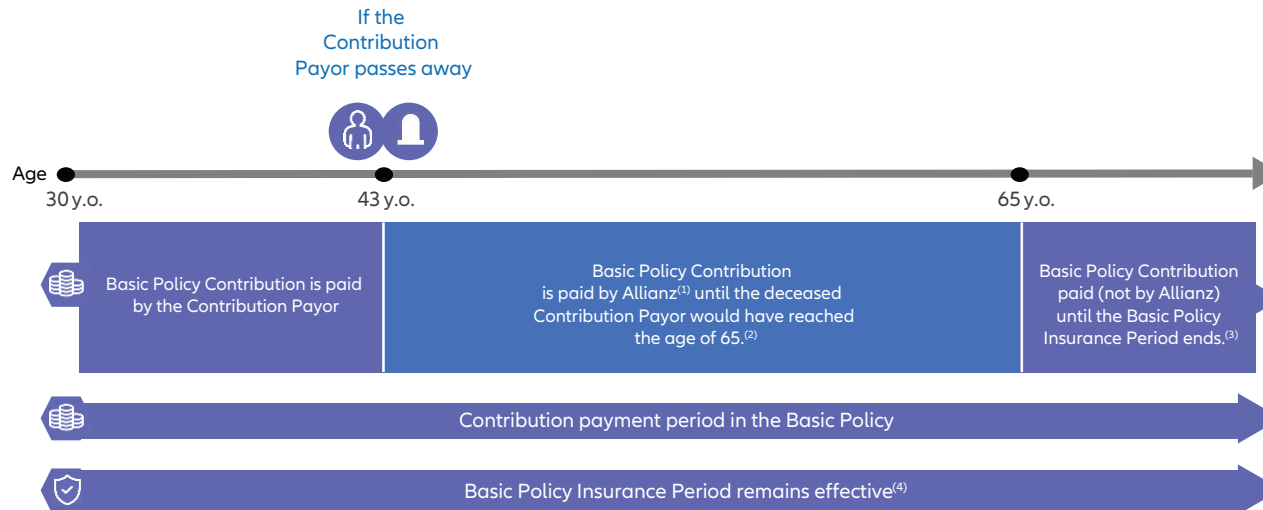 If the
Contribution
Payor passes away
Age
30 y.o.
43 y.o.
65 y.o.
Basic Policy Contribution is paid
by the Contribution Payor
Basic Policy Contribution
is paid by Allianz(1) until the deceased
Contribution Payor would have reached
the age of 65.(2)
Basic Policy Contribution
paid (not by Allianz)
until the Basic Policy
Insurance Period ends.(3)
Contribution payment period in the Basic Policy
Basic Policy Insurance Period remains effective(4)